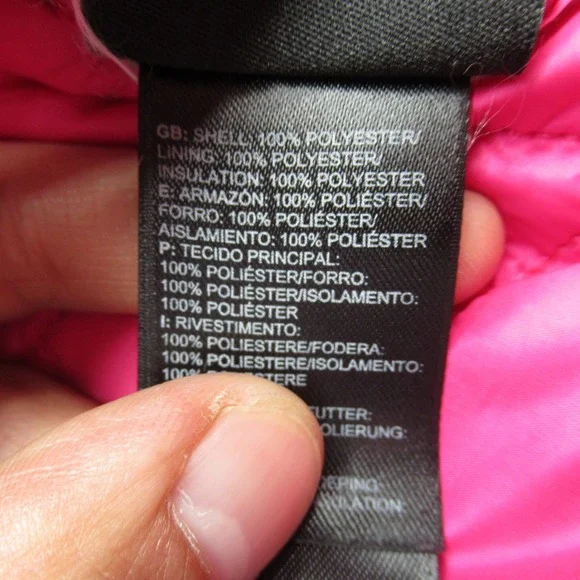 GB: SHELL: 100% POLYESTER/
LINING: 100% POLYESTER/
INSULATION: 100% POLYESTER
E: ARMAZÓN: 100% POLIÉSTER/
FORRO: 100% POLIÉSTER/
AISLAMIENTO: 100% POLIÉSTER
P: TECIDO PRINCIPAL:
100% POLIÉSTER/FORRO:
100% POLIÉSTER/ISOLAMENTO:
100% POLIÉSTER
I: RIVESTIMENTO:
100% POLIESTERE/FODERA:
100% POLIESTERE/ISOLAMENTO:
100%